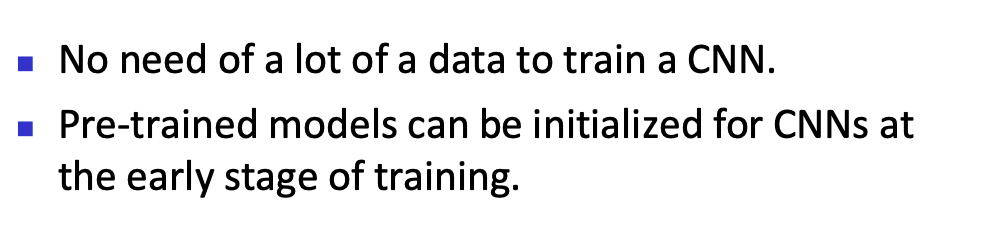 No need of a lot of a data to train a CNN.
Pre-trained models can be initialized for CNNs at
the early stage of training.